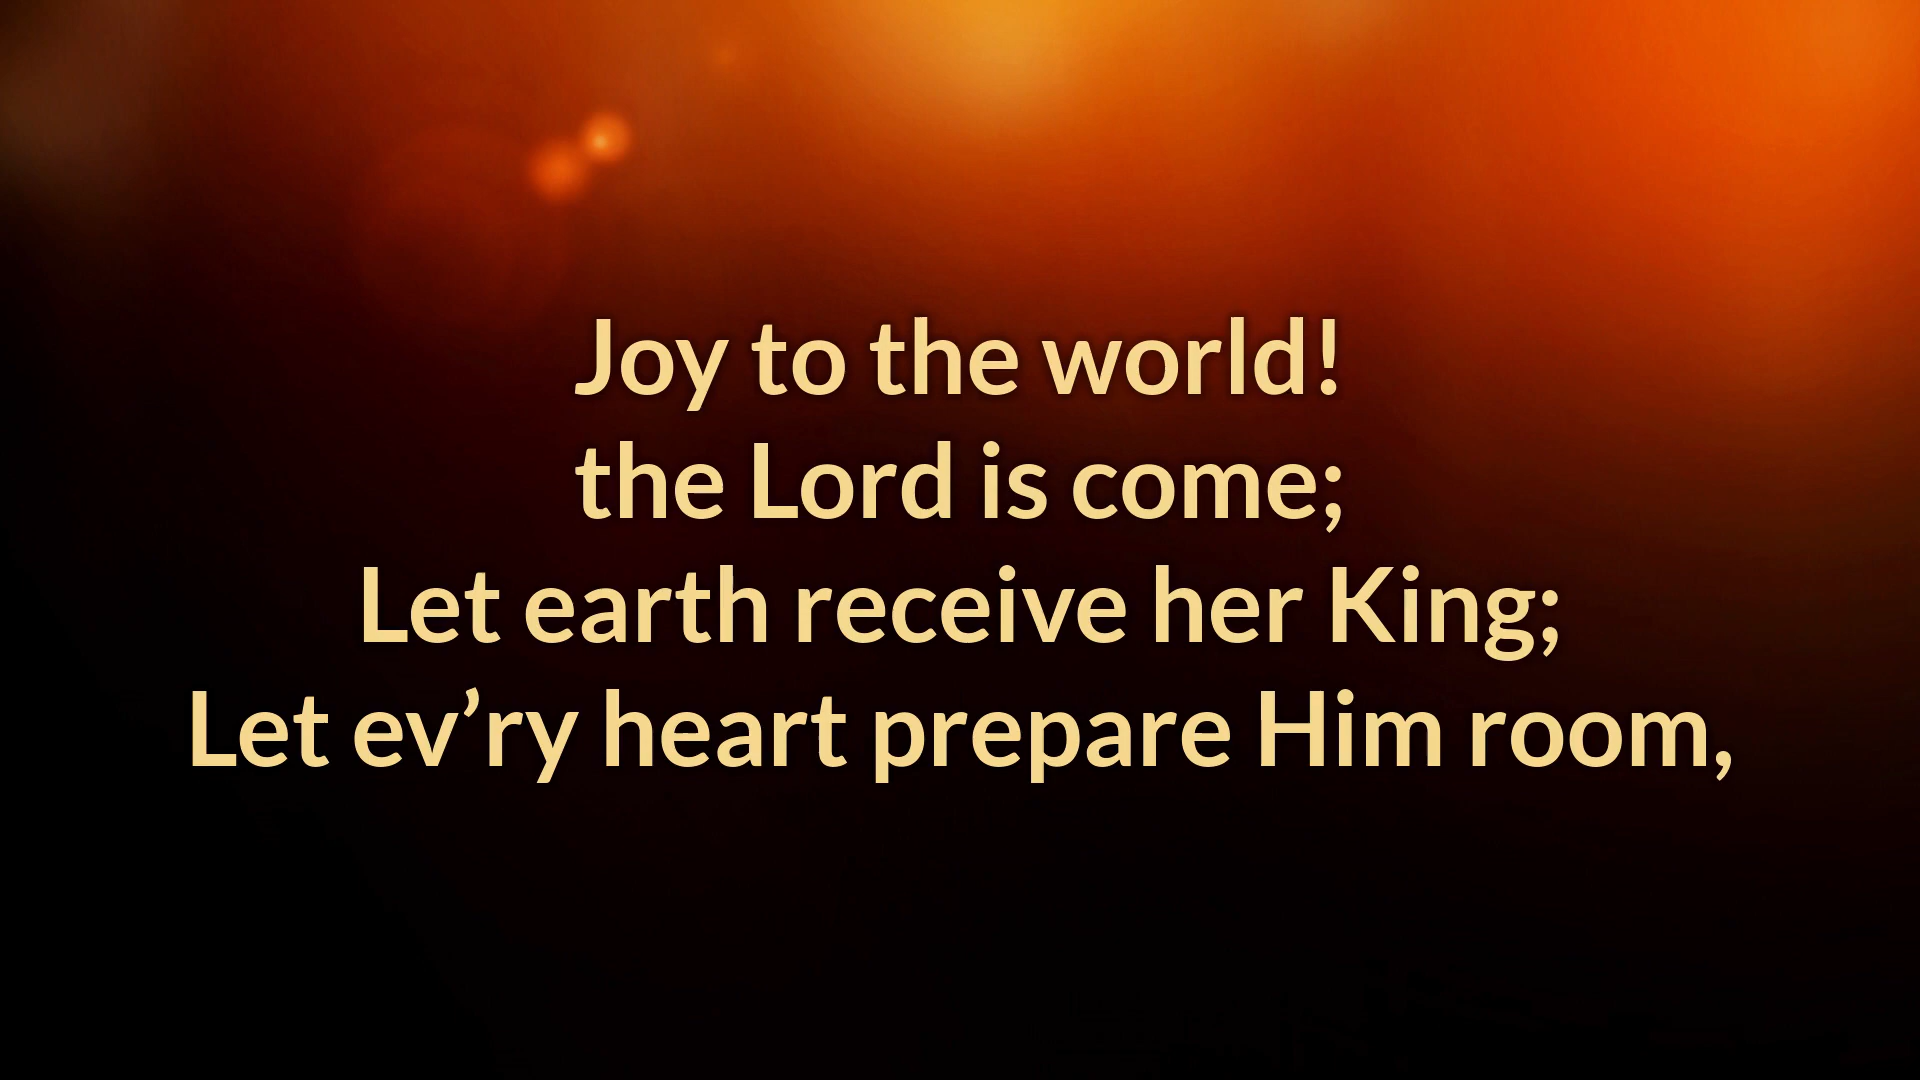 Joy to the world!
the Lord is come;
Let earth receive her King;
Let ev’ry heart prepare Him room,